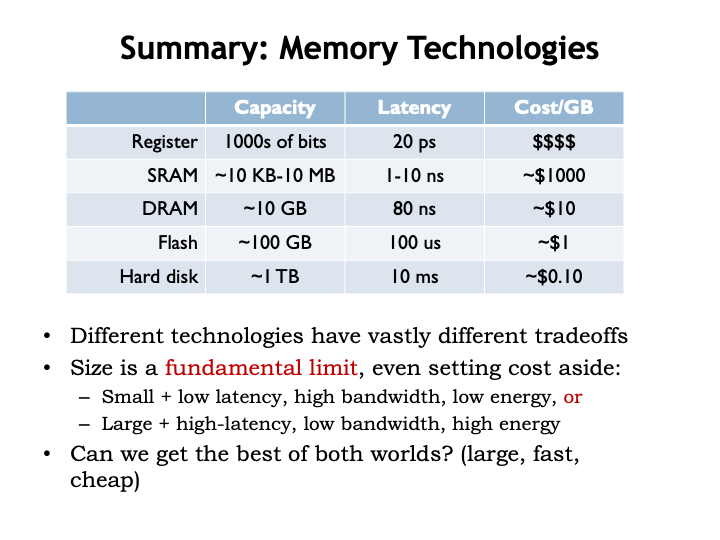 Summary: Memory Technologies
Capacity Latency Cost/GB
Register 1000s of bits 20 ps $$$$
SRAM ~10 KB-10 MB 1-10 ns ~$1000
DRAM ~10 GB 80 ns ~$10
Flash ~100 GB 100 us ~$1
Hard disk ~1 TB 10 ms ~$0.10
• Different technologies have vastly different tradeoffs
• Size is a fundamental limit, even setting cost aside:
– Small + low latency, high bandwidth, low energy, or
– Large + high-latency, low bandwidth, high energy
• Can we get the best of both worlds? (large, fast,
cheap)